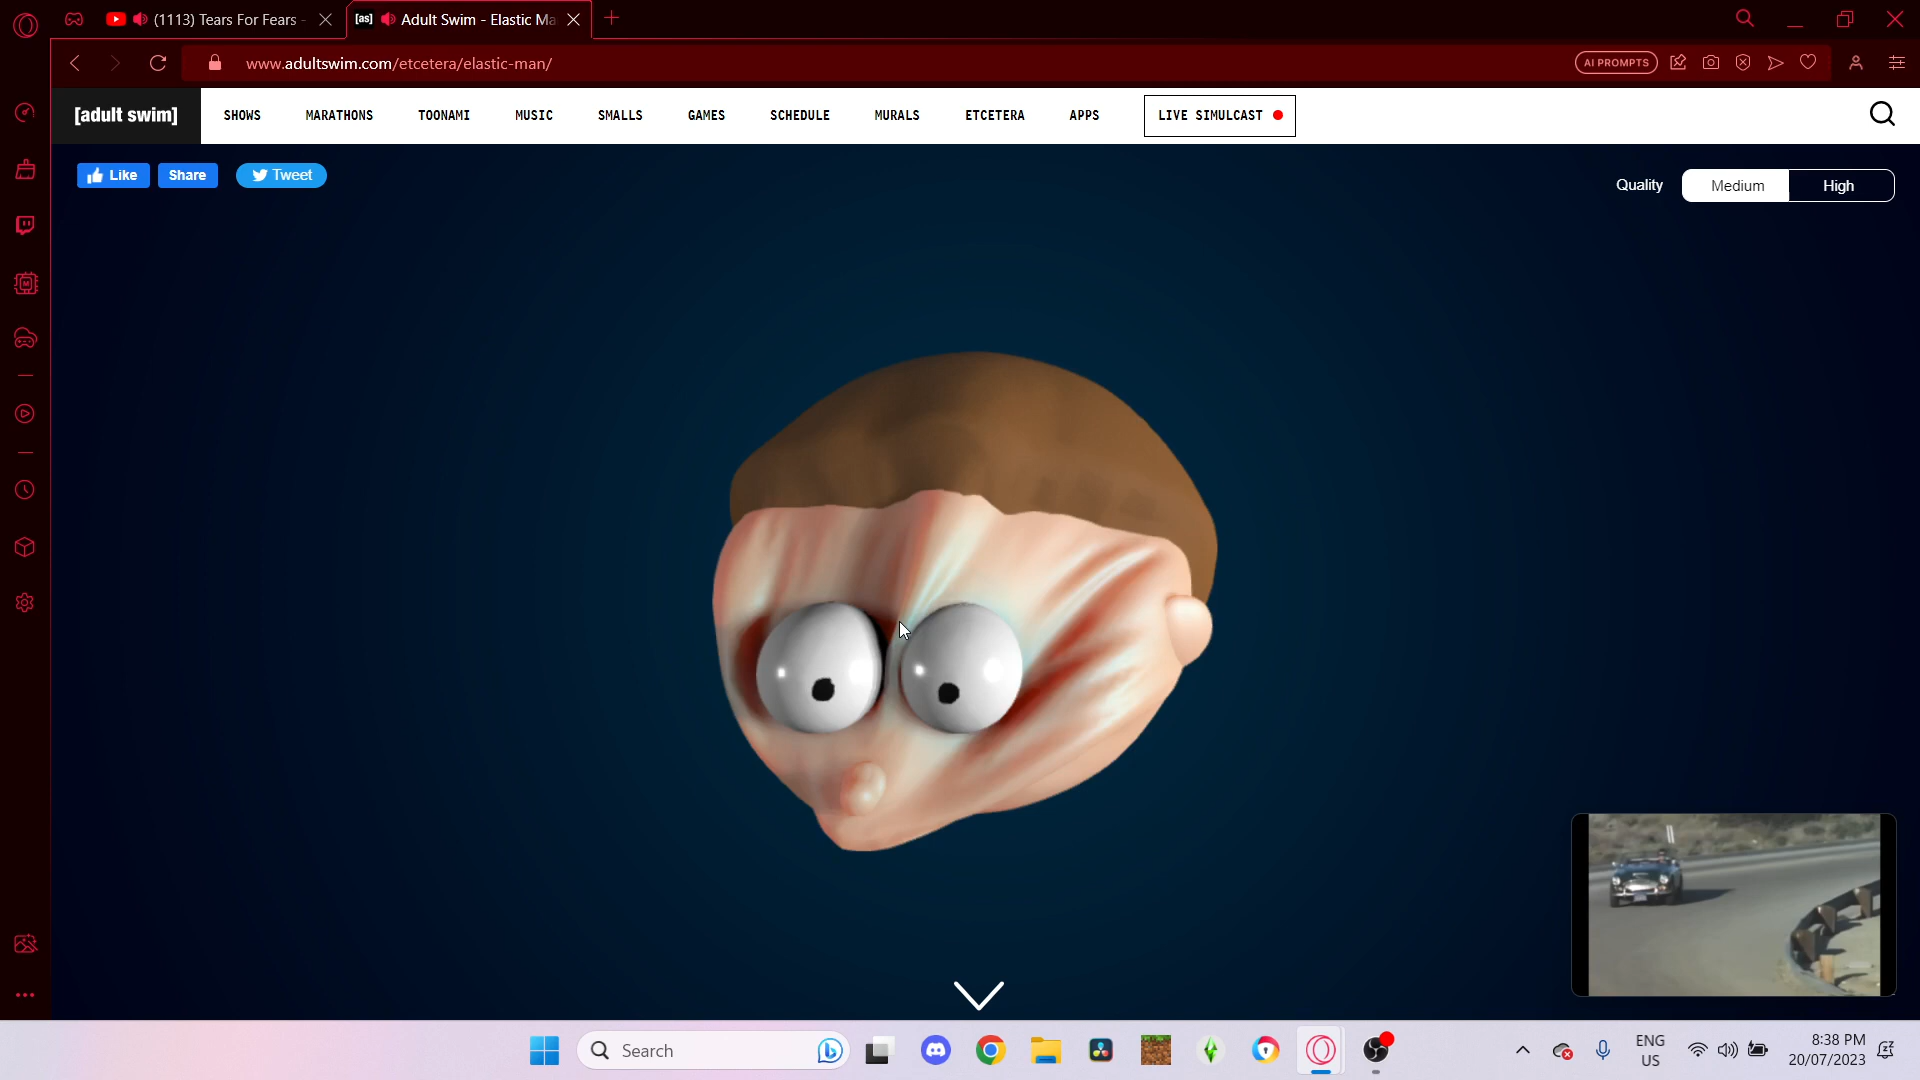 (1113) Tears For Fears -
[as] Adult Swim - Elastic Ma
www.adultswim.com/etcetera/elastic-man/
AI PROMPTS
[adult swim]
SHOWS
MARATHONS
TOONAMI
MUSIC
SMALLS
GAMES
SCHEDULE
MURALS
ETCETERA
APPS
LIVE SIMULCAST
Like
Share
Tweet
Quality
Medium
High
Search
ENG
US
8:38 PM
20/07/2023